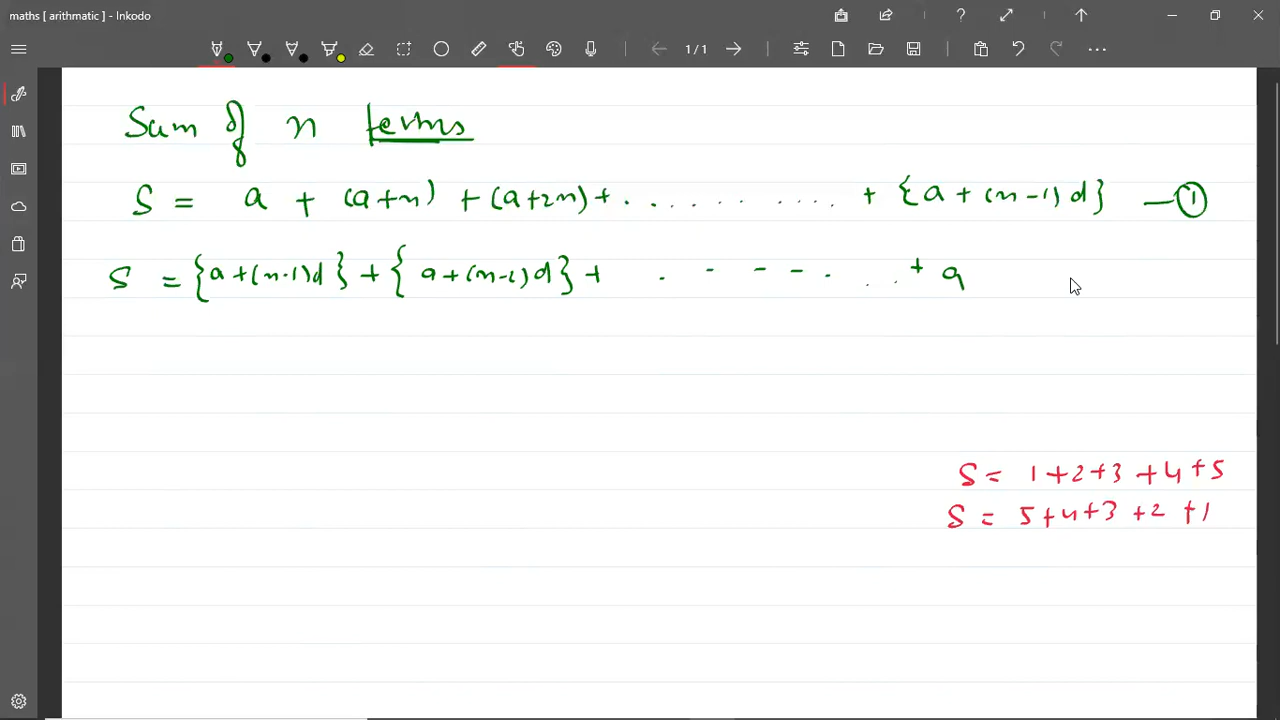 maths [ arithmatic ] - Inkodo
1/1
Sum of n terms
S = a + (a+n) + (a+2n) + . . . . . . . . . . . + {a + (n-1) d} — ①
S = {a + (n-1) d } + { a + (n-2) d } + . - - - . . . + a
S = 1 + 2 + 3 + 4 + 5
S = 5 + 4 + 3 + 2 + 1